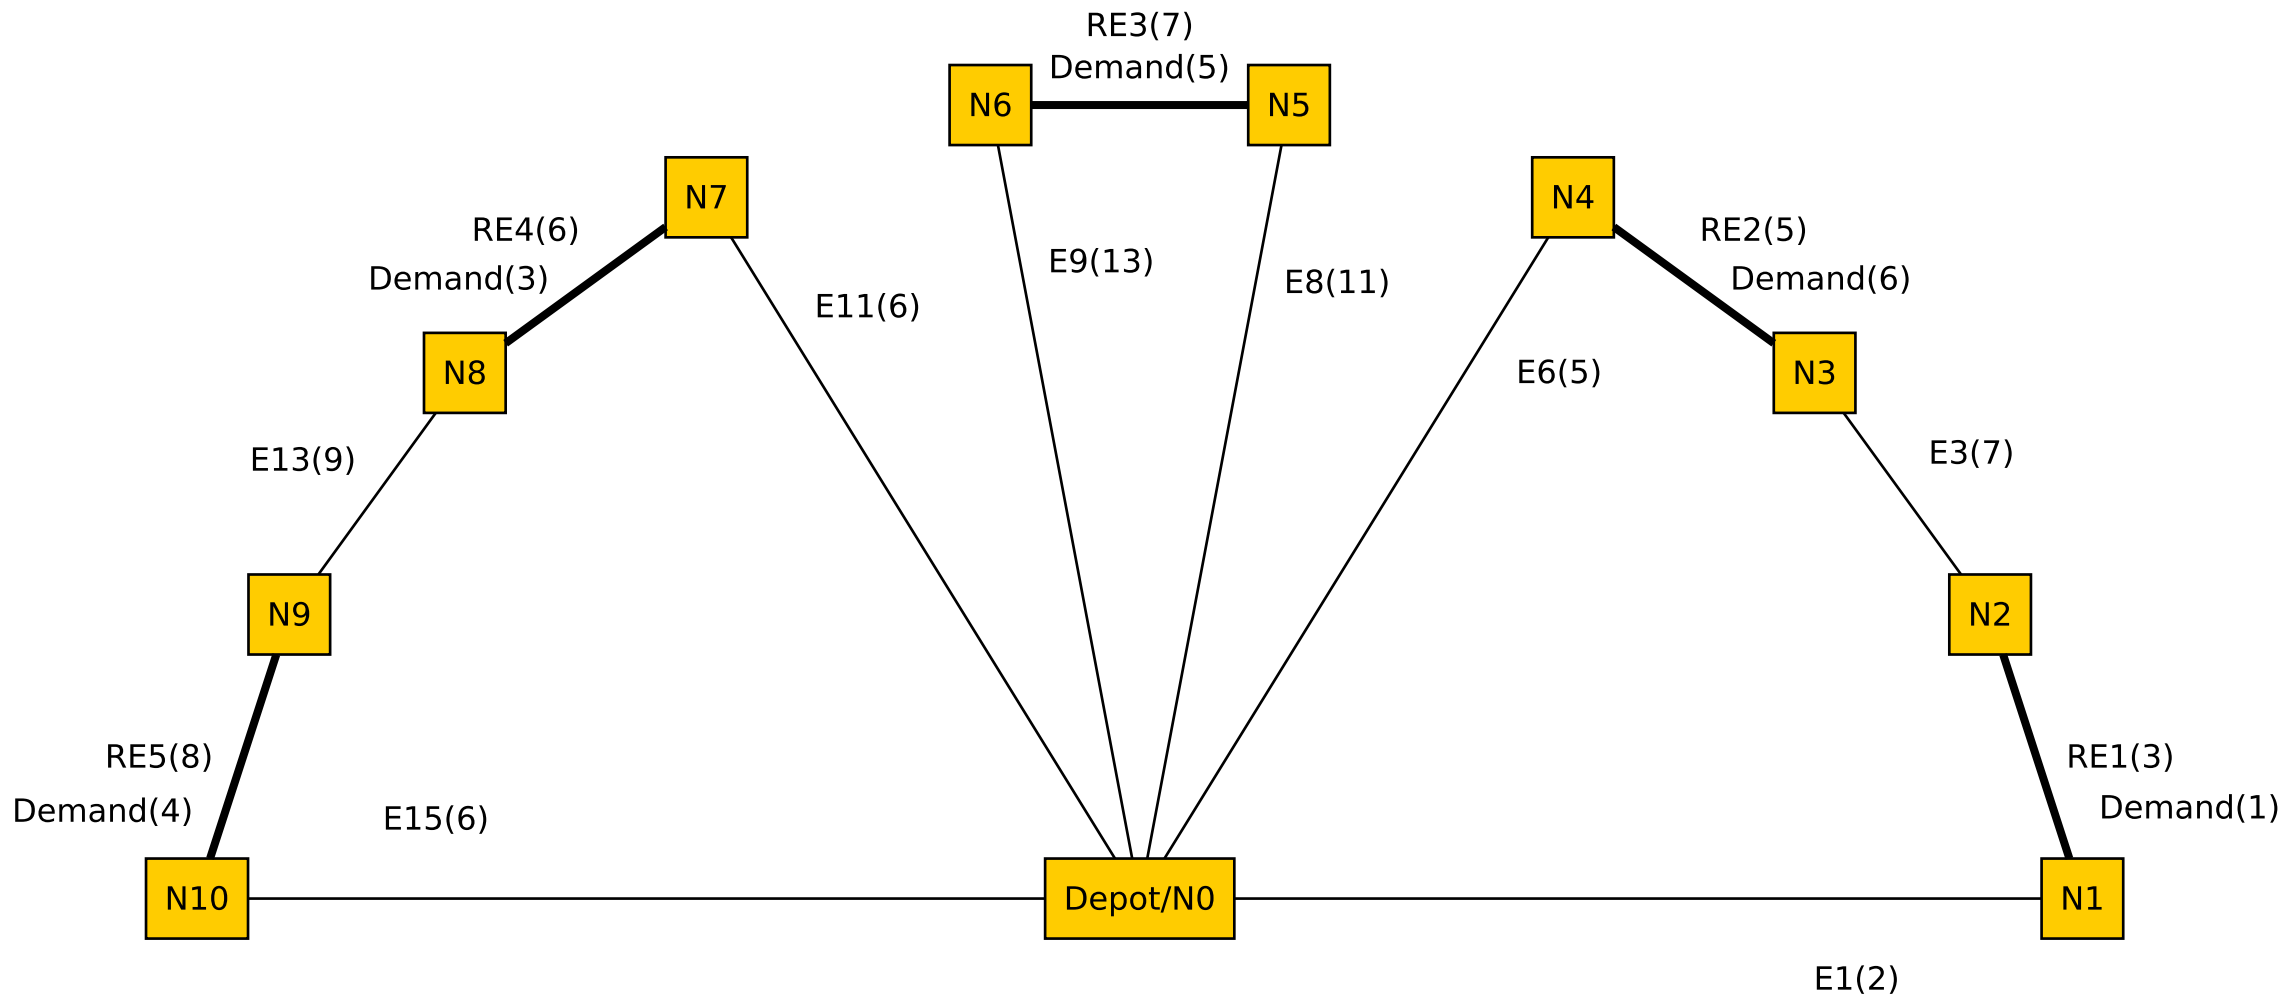 RE3(7)
Demand(5)
N6
N5
N7
N4
RE4(6)
RE2(5)
Demand(3)
Demand(6)
E9(13)
E8(11)
E11(6)
N8
E6(5)
N3
E13(9)
E3(7)
N9
N2
RE5(8)
RE1(3)
Demand(4)
Demand(1)
E15(6)
N10
Depot/N0
N1
E1(2)